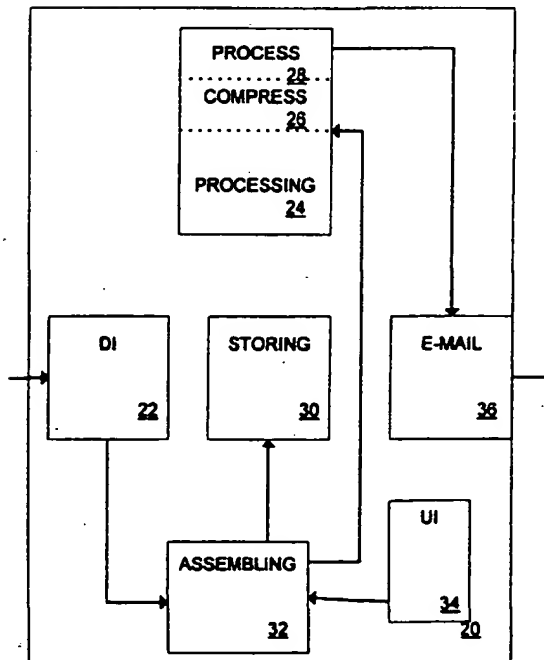 PROCESS
28
COMPRESS
26
PROCESSING
24
DI
22
STORING
30
E-MAIL
36
ASSEMBLING
32
UI
34
20